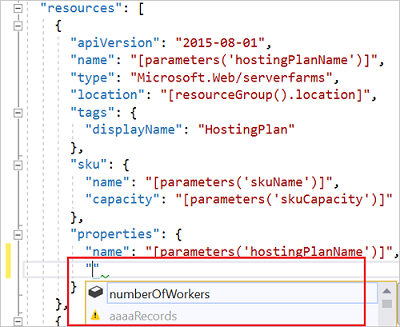 "resources": [
{
"apiVersion": "2015-08-01",
"name": "[parameters('hostingPlanName')]",
"type": "Microsoft.Web/serverfarms",
"location": "[resourceGroup().location]",
"tags": {
"displayName": "HostingPlan"
},
"sku": {
"name": "[parameters('skuName')]",
"capacity": "[parameters('skuCapacity')]"
},
"properties": {
"name": "[parameters('hostingPlanName')]",
""
numberOfWorkers
}
aaaaRecords
},
{